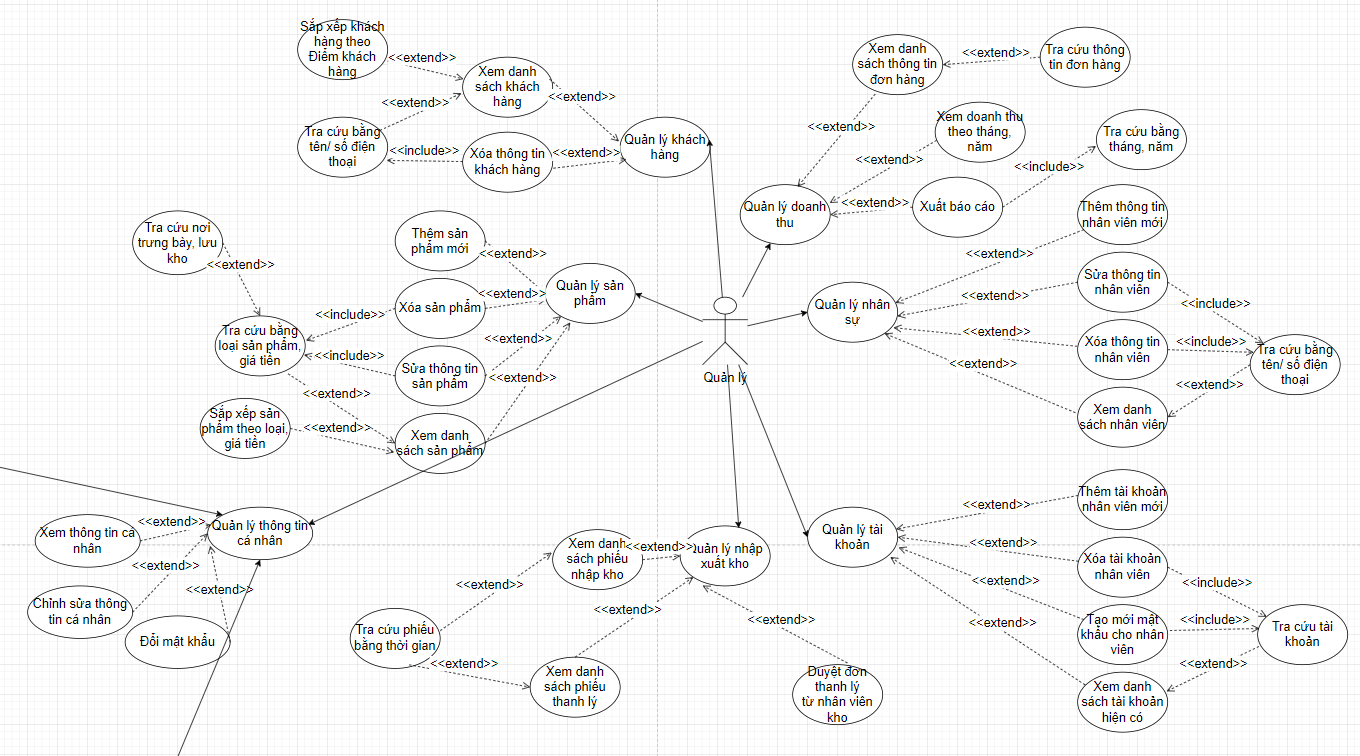 Sắp xếp khách
hàng theo
Điểm khách
hàng
<<extend>>
Xem danh
sách khách
hàng
<<extend>>
<<extend>>
Tra cứu bằng
tên/ số điện
thoại
<<include>>
Xóa thông tin
khách hàng
<<extend>>
Quản lý khách
hàng
Xem danh
sách thông tin
đơn hàng
<<extend>>
Tra cứu thông
tin đơn hàng
<<extend>>
Xem doanh thu
theo tháng,
năm
<<extend>>
Tra cứu bằng
tháng, năm
<<include>>
Quản lý doanh
thu
<<extend>>
Xuất báo cáo
Tra cứu nơi
trưng bày, lưu
kho
<<extend>>
Thêm sản
phẩm mới
<<extend>>
Quản lý sản
phẩm
Xóa sản phẩm
<<extend>>
<<include>>
Tra cứu bằng
loại sản phẩm,
giá tiền
<<include>>
Sửa thông tin
sản phẩm
<<extend>>
<<extend>>
<<extend>>
Sắp xếp sản
phẩm theo loại,
giá tiền
<<extend>>
Xem danh
sách sản phẩm
Quản lý
Quản lý nhân
sự
Thêm thông tin
nhân viên mới
<<extend>>
Sửa thông tin
nhân viên
<<extend>>
<<include>>
Xóa thông tin
nhân viên
<<extend>>
<<include>>
Tra cứu bằng
tên/ số điện
thoại
<<extend>>
<<extend>>
Xem danh
sách nhân viên
Quản lý thông tin
cá nhân
Xem thông tin cá
nhân
<<extend>>
<<extend>>
Chỉnh sửa thông
tin cá nhân
<<extend>>
Đổi mật khẩu
Xem danh
sách phiếu
nhập kho
<<extend>>
Quản lý nhập
xuất kho
<<extend>>
<<extend>>
Tra cứu phiếu
bằng thời gian
<<extend>>
Xem danh
sách phiếu
thanh lý
<<extend>>
Duyệt đơn
thanh lý
từ nhân viên
kho
Quản lý tài
khoản
Thêm tài khoản
nhân viên mới
<<extend>>
Xóa tài khoản
nhân viên
<<extend>>
<<include>>
Tạo mới mật
khẩu cho nhân
viên
<<extend>>
<<include>>
Tra cứu tài
khoản
<<extend>>
<<extend>>
Xem danh
sách tài khoản
hiện có